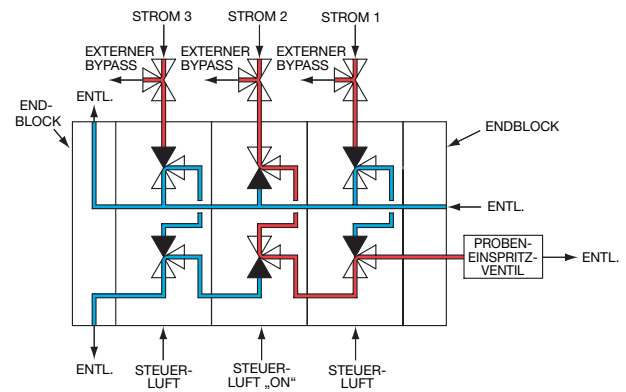 STROM 3
STROM 2
STROM 1
EXTERNER
BYPASS
EXTERNER
BYPASS
EXTERNER
BYPASS
ENTL.
END-
BLOCK
ENDBLOCK
ENTL.
PROBEN-
EINSPRITZ-
VENTIL
ENTL.
ENTL.
STEUER-
LUFT
STEUER-
LUFT „ON“
STEUER-
LUFT